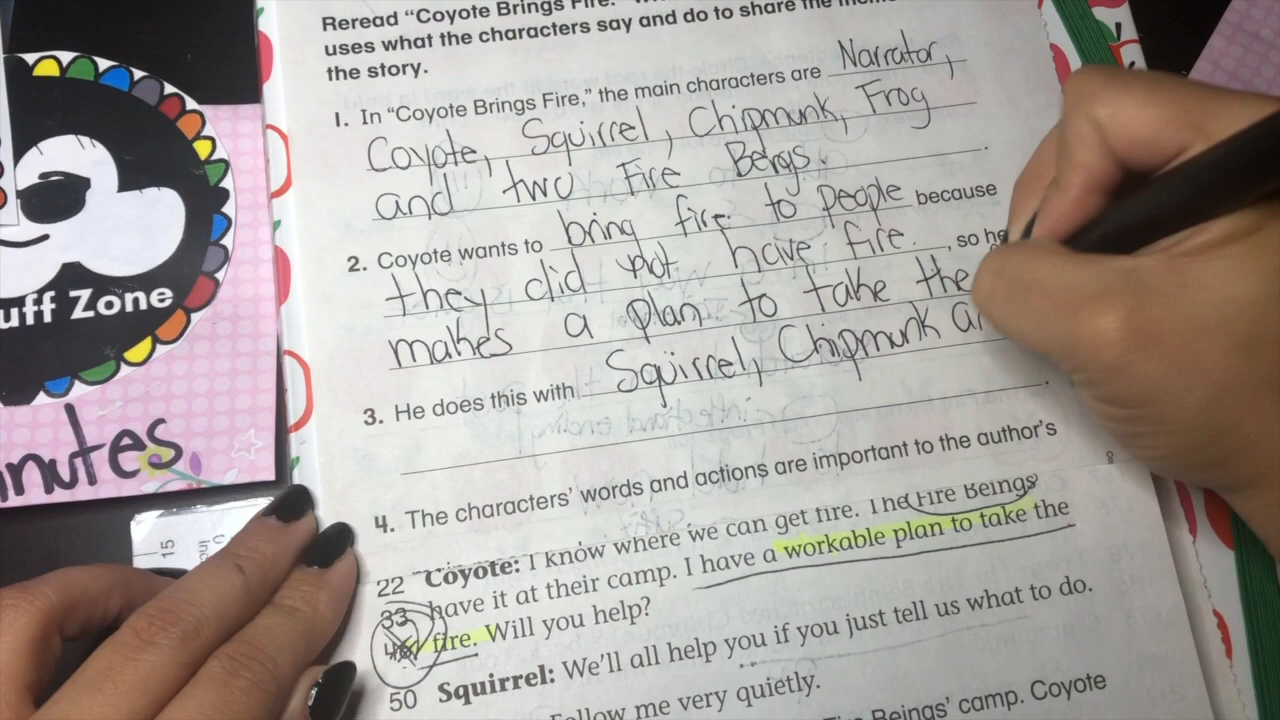 Reread "Coyote Brings Fire."
uses what the characters say and do to share the
the story.
1. In "Coyote Brings Fire," the main characters are Narrator,
Coyote, Squirrel, Chipmunk, Frog
and two Fire Beings.
2. Coyote wants to bring fire to people because
they did not have fire. , so he
makes a plan to take the
3. He does this with Squirrel, Chipmunk
4. The characters' words and actions are important to the author's
22 Coyote: I know where we can get fire. The Fire Beings
33 have it at their camp. I have a workable plan to take the
fire. Will you help?
50 Squirrel: We'll all help you if you just tell us what to do.
Follow me very quietly.
Beings' camp. Coyote
uff Zone
nutes
15